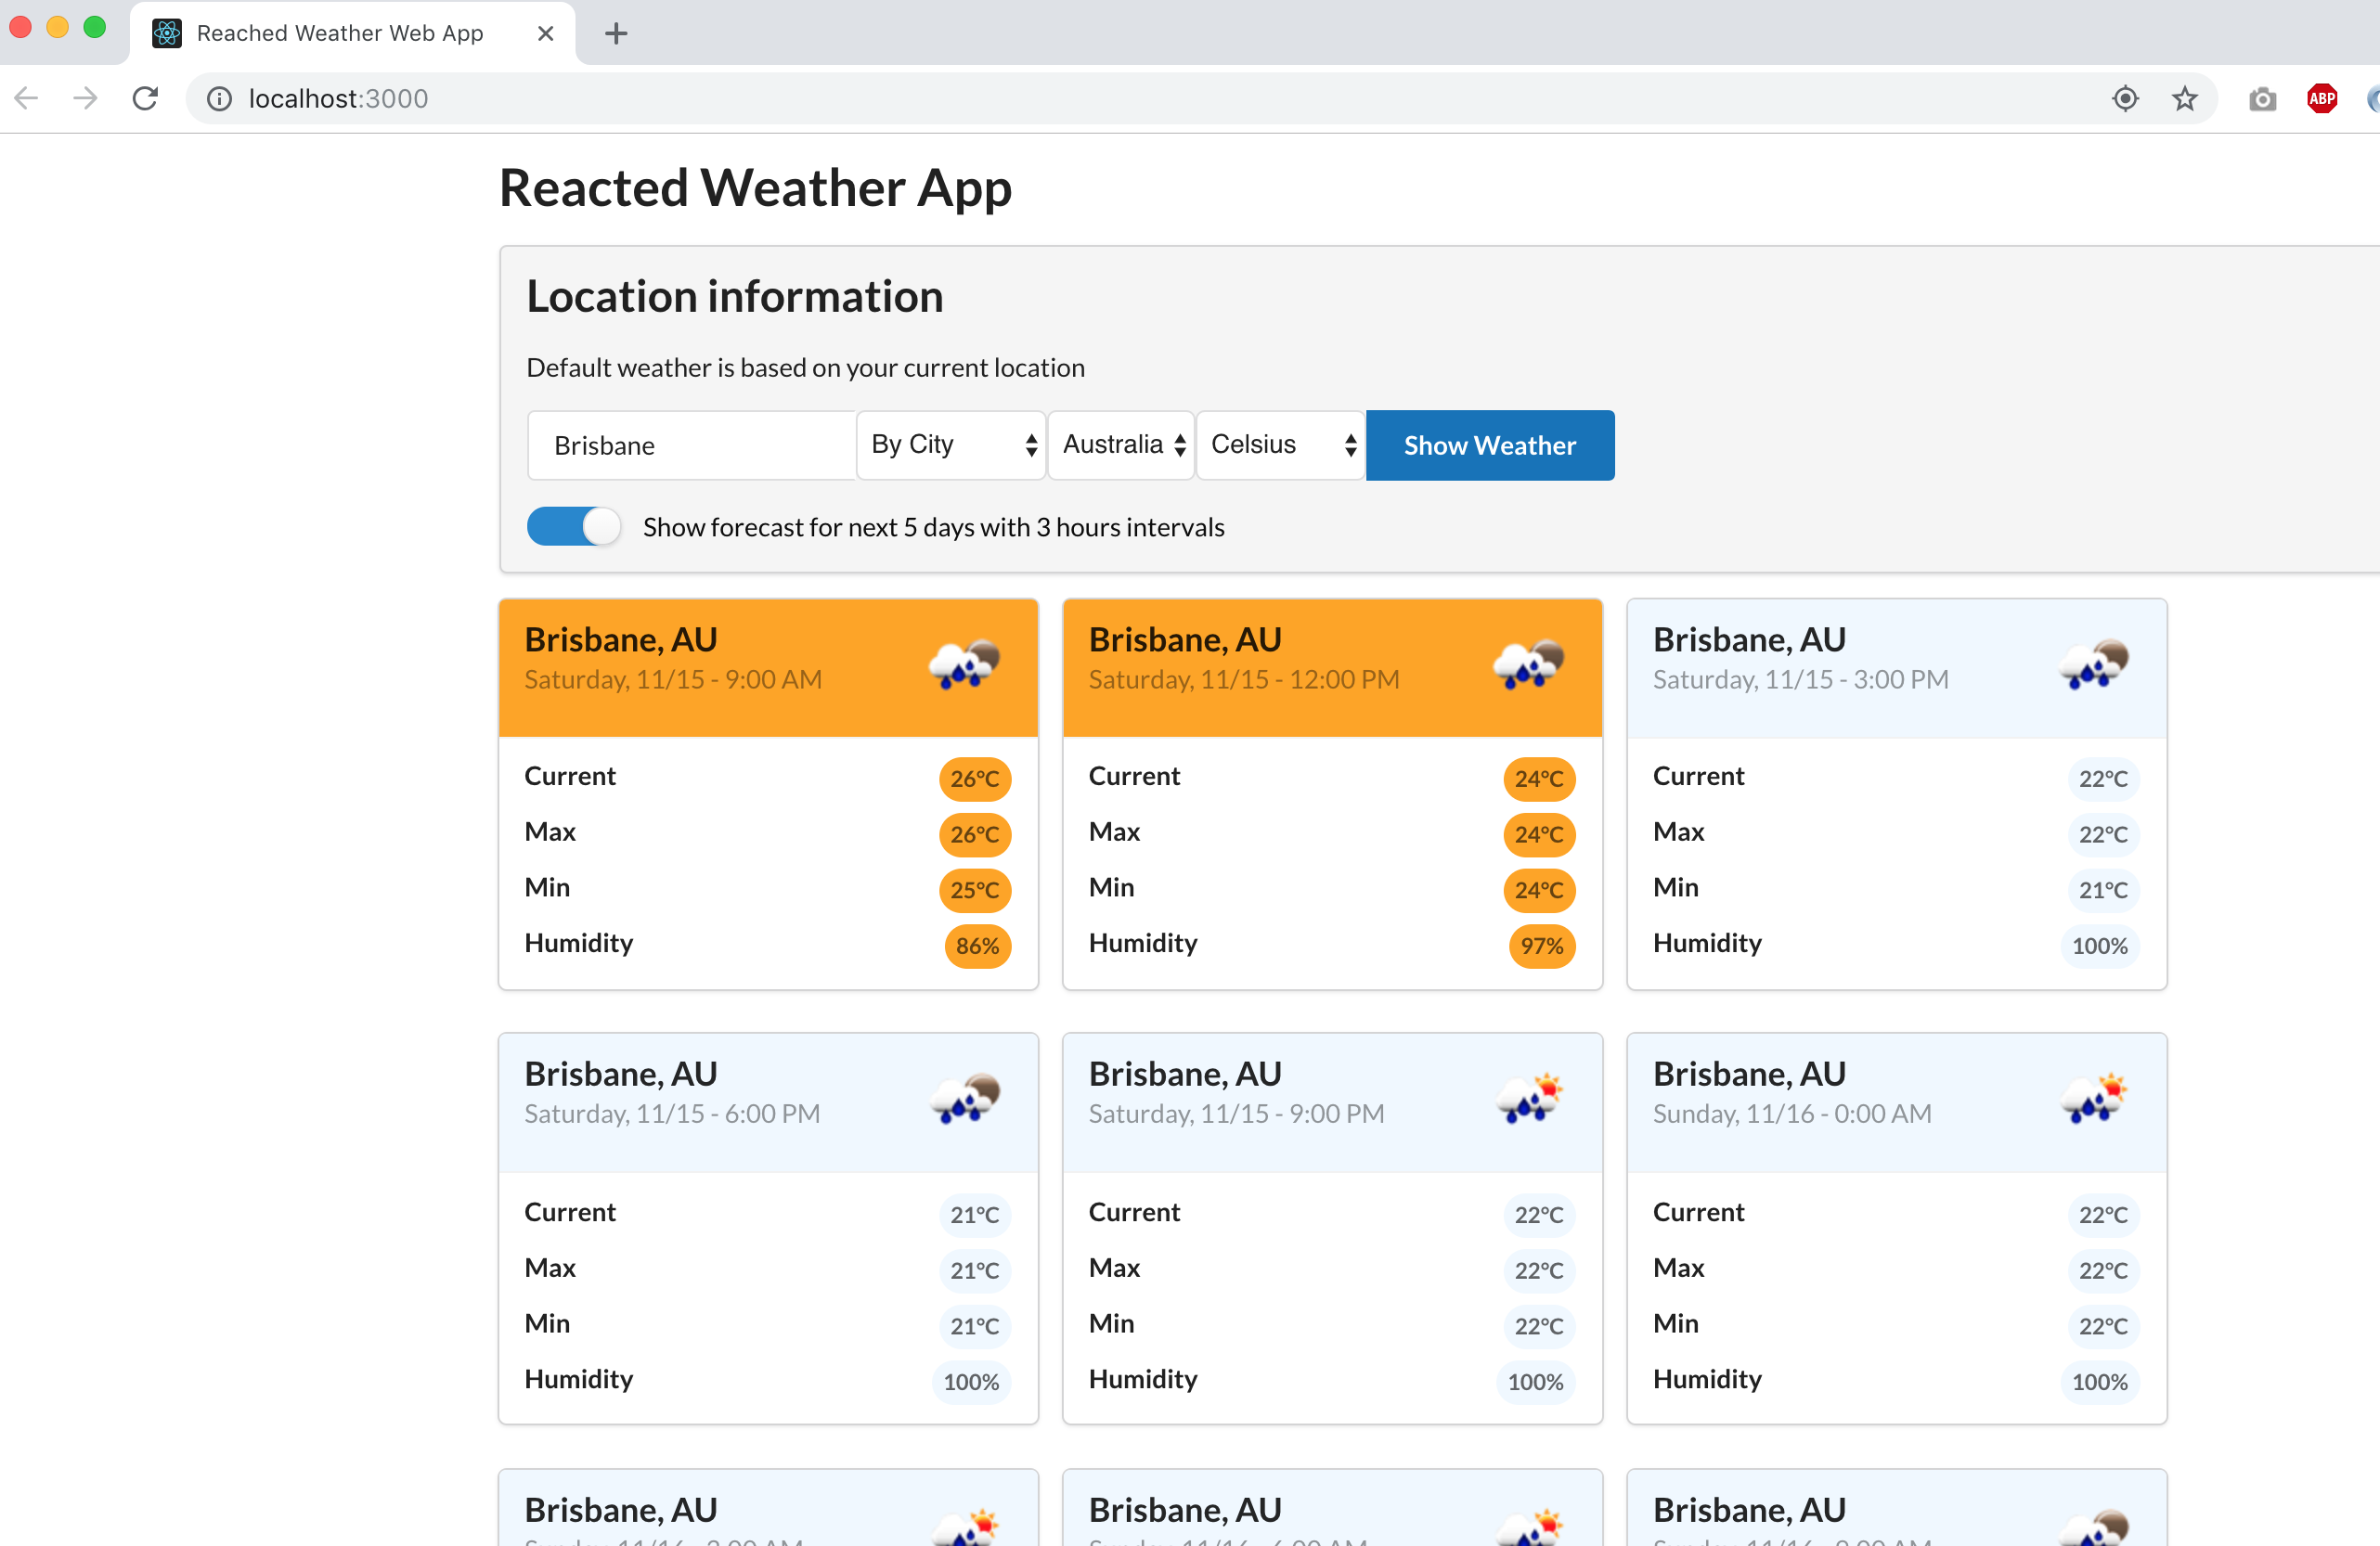 Reached Weather Web App
localhost:3000
ABP
Reacted Weather App
Location information
Default weather is based on your current location
Brisbane By City Australia Celsius Show Weather
Show forecast for next 5 days with 3 hours intervals
Brisbane, AU
Saturday, 11/15 - 9:00 AM
Current 26°C
Max 26°C
Min 25°C
Humidity 86%
Brisbane, AU
Saturday, 11/15 - 12:00 PM
Current 24°C
Max 24°C
Min 24°C
Humidity 97%
Brisbane, AU
Saturday, 11/15 - 3:00 PM
Current 22°C
Max 22°C
Min 21°C
Humidity 100%
Brisbane, AU
Saturday, 11/15 - 6:00 PM
Current 21°C
Max 21°C
Min 21°C
Humidity 100%
Brisbane, AU
Saturday, 11/15 - 9:00 PM
Current 22°C
Max 22°C
Min 22°C
Humidity 100%
Brisbane, AU
Sunday, 11/16 - 0:00 AM
Current 22°C
Max 22°C
Min 22°C
Humidity 100%
Brisbane, AU
Brisbane, AU
Brisbane, AU